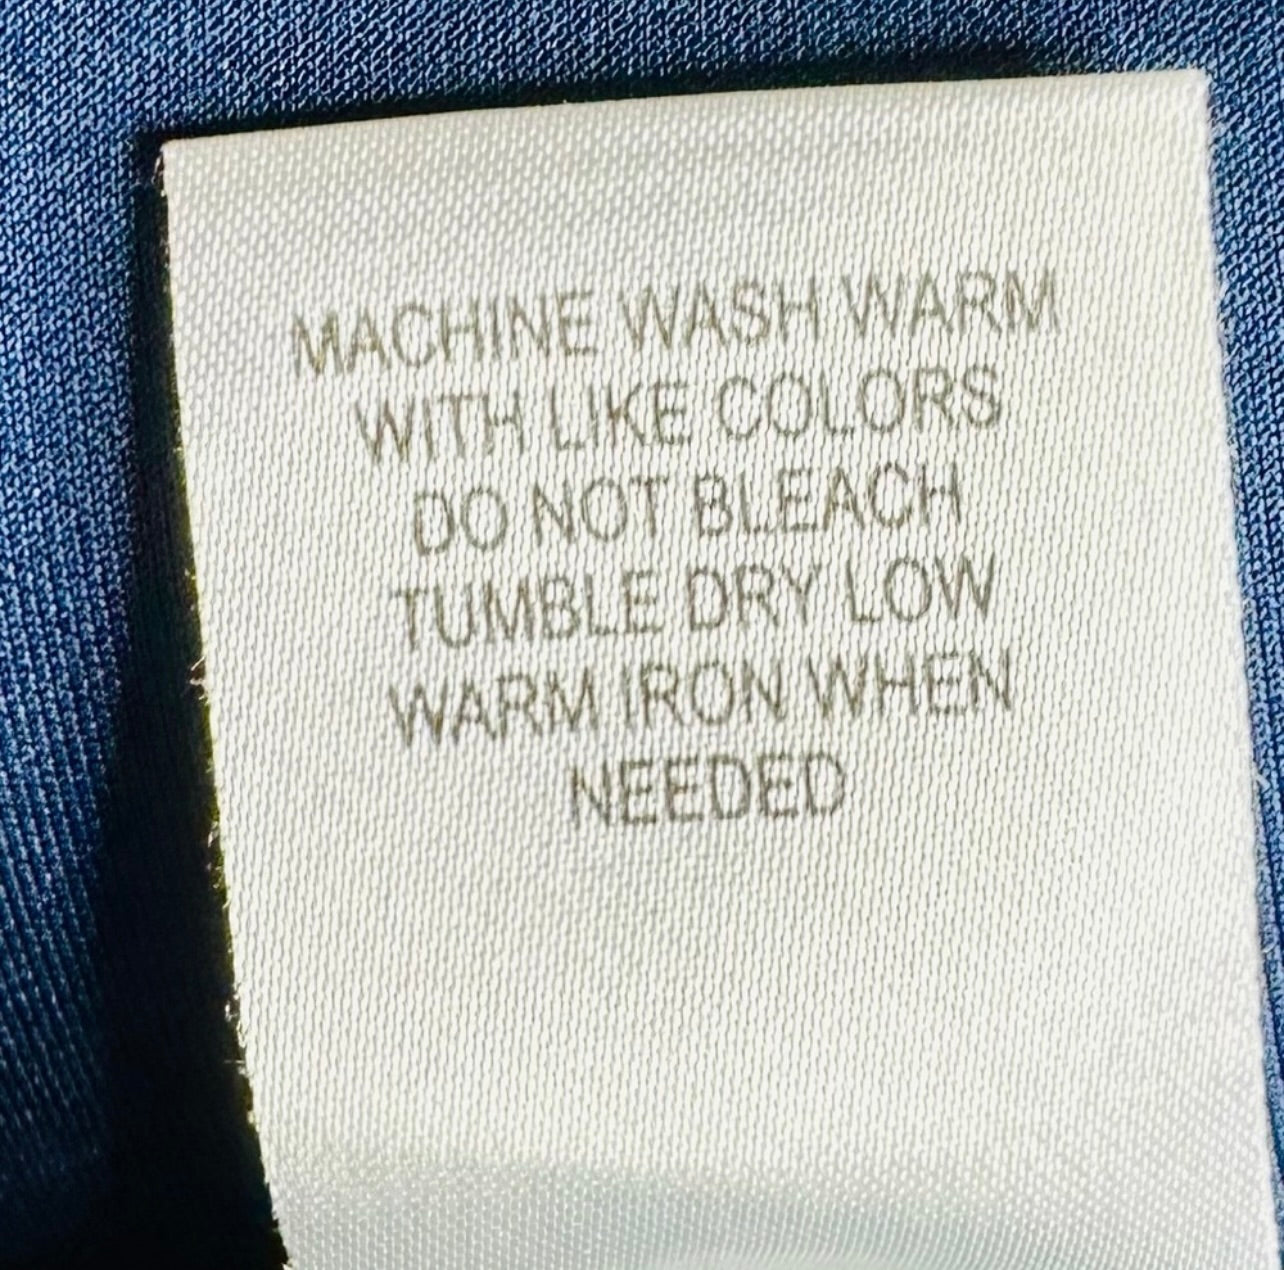 MACHINE WASH WARM
WITH LIKE COLORS
DO NOT BLEACH
TUMBLE DRY LOW
WARM IRON WHEN
NEEDED